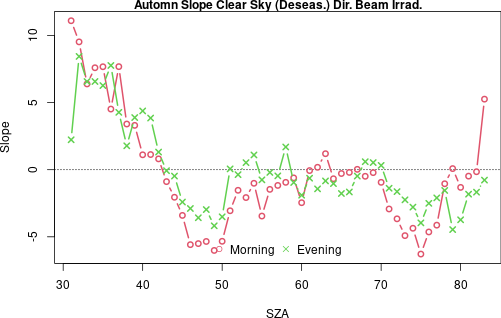 Automn Slope Clear Sky (Deseas.) Dir. Beam Irrad.
Slope
10
5
0
-5
Morning Evening
30 40 50 60 70 80
SZA